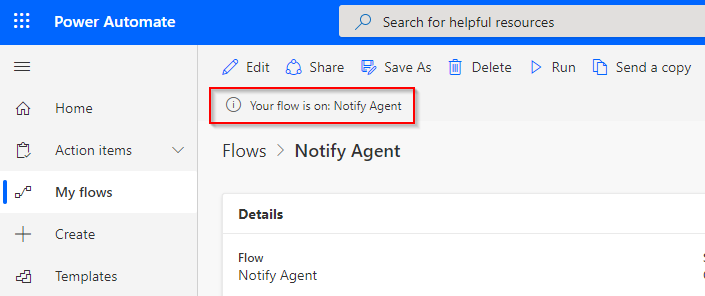 Power Automate
Search for helpful resources
Edit Share Save As Delete Run Send a copy
Your flow is on: Notify Agent
Home
Action items
My flows
Create
Templates
Flows > Notify Agent
Details
Flow
Notify Agent